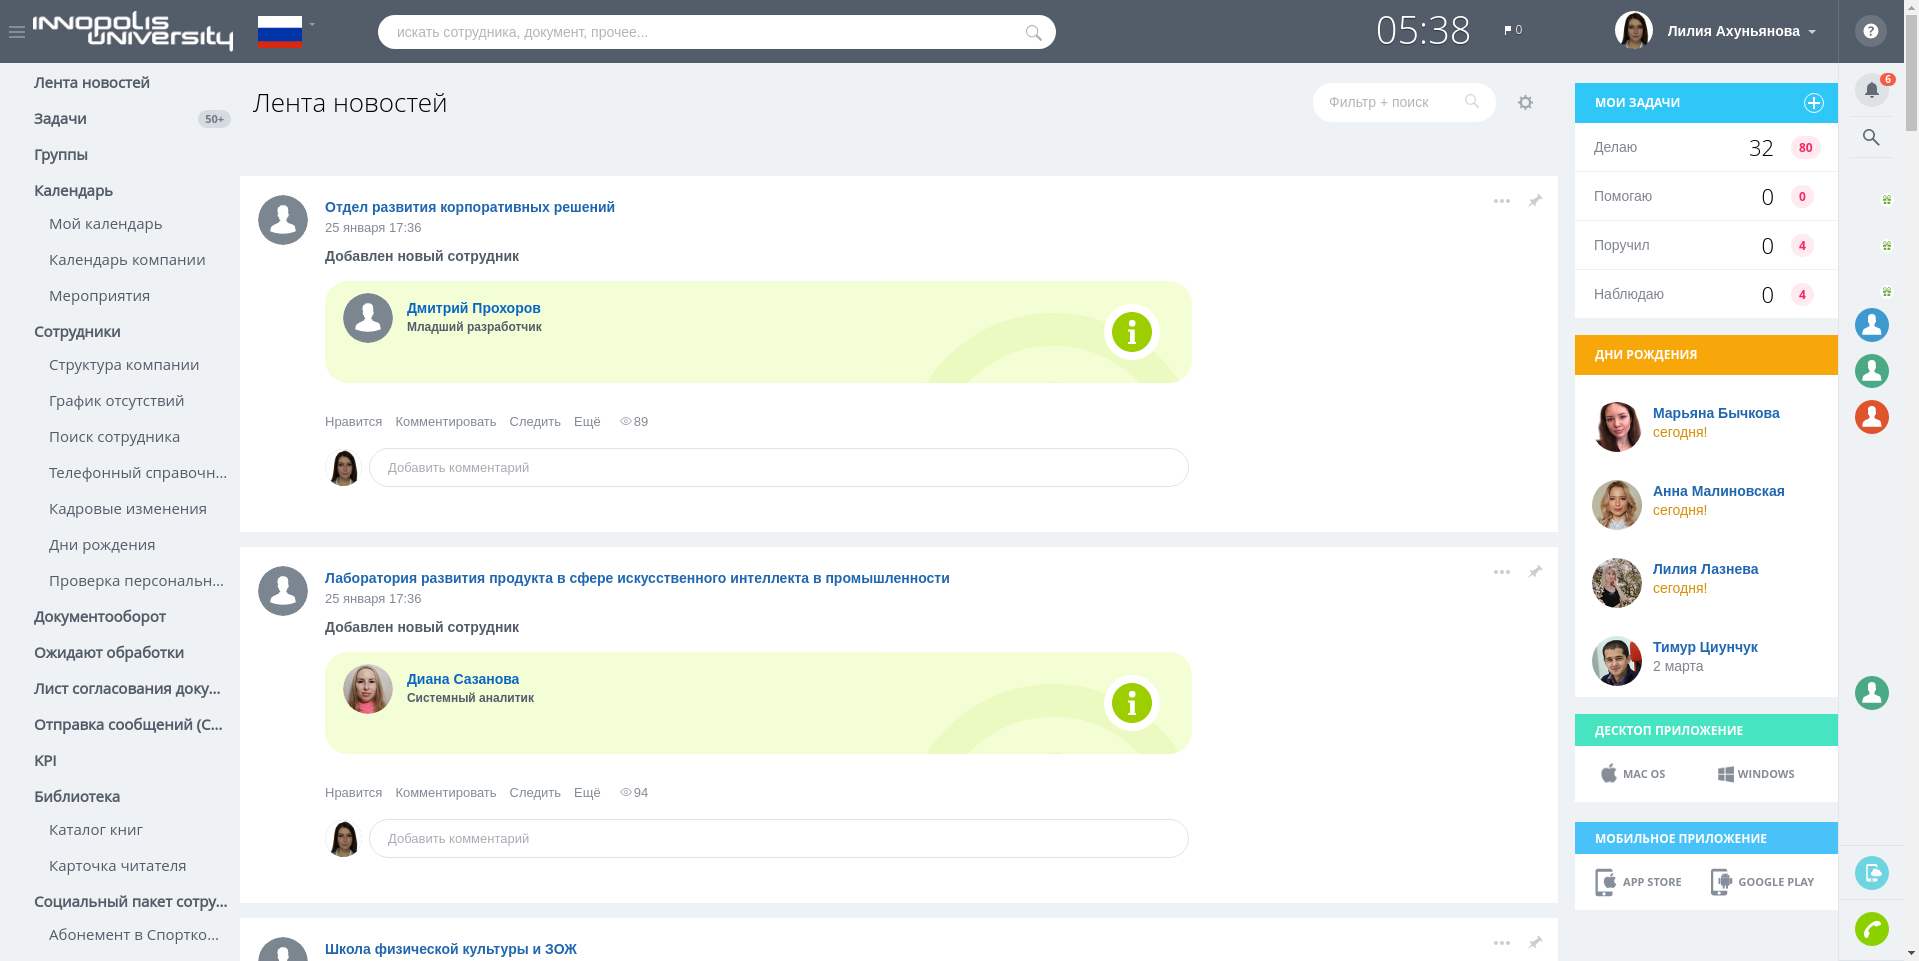 INNOPOLIS
UNIVERSITY
искать сотрудника, документ, прочее...
05:38
0
Лилия Ахуньянова
?
Лента новостей
Задачи
50+
Группы
Календарь
Мой календарь
Календарь компании
Мероприятия
Сотрудники
Структура компании
График отсутствий
Поиск сотрудника
Телефонный справочн...
Кадровые изменения
Дни рождения
Проверка персональн...
Документооборот
Ожидают обработки
Лист согласования доку...
Отправка сообщений (С...
KPI
Библиотека
Каталог книг
Карточка читателя
Социальный пакет сотру...
Абонемент в Спортко...
Лента новостей
Фильтр + поиск
Отдел развития корпоративных решений
25 января 17:36
Добавлен новый сотрудник
Дмитрий Прохоров
Младший разработчик
Нравится Комментировать Следить Ещё 89
Добавить комментарий
Лаборатория развития продукта в сфере искусственного интеллекта в промышленности
25 января 17:36
Добавлен новый сотрудник
Диана Сазанова
Системный аналитик
Нравится Комментировать Следить Ещё 94
Добавить комментарий
Школа физической культуры и ЗОЖ
МОИ ЗАДАЧИ
Делаю 32 80
Помогаю 0 0
Поручил 0 4
Наблюдаю 0 4
ДНИ РОЖДЕНИЯ
Марьяна Бычкова
сегодня!
Анна Малиновская
сегодня!
Лилия Лазнева
сегодня!
Тимур Циунчук
2 марта
ДЕСКТОП ПРИЛОЖЕНИЕ
MAC OS WINDOWS
МОБИЛЬНОЕ ПРИЛОЖЕНИЕ
APP STORE GOOGLE PLAY
6